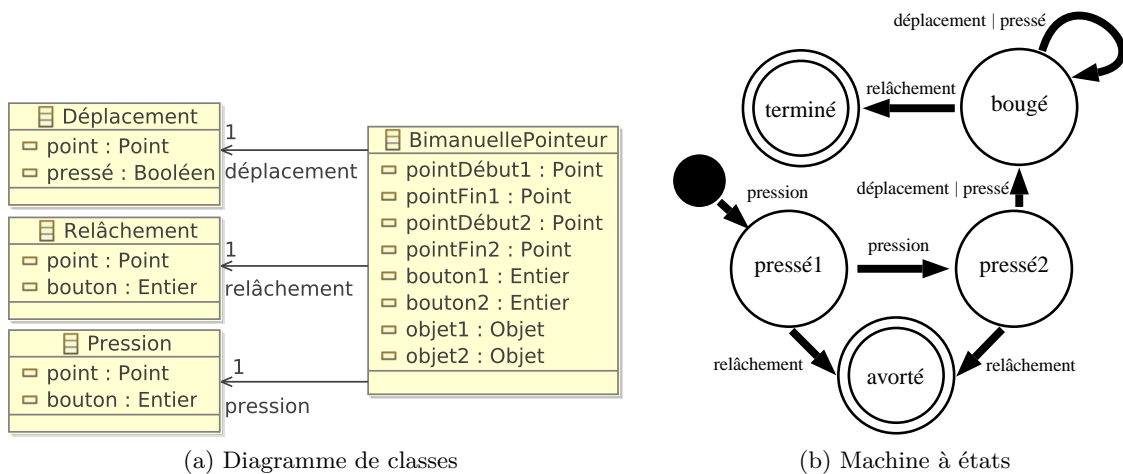 Déplacement
point : Point
pressé : Booléen
1
déplacement
Relâchement
point : Point
bouton : Entier
1
relâchement
Pression
point : Point
bouton : Entier
1
pression
BimanuellePointeur
pointDébut1 : Point
pointFin1 : Point
pointDébut2 : Point
pointFin2 : Point
bouton1 : Entier
bouton2 : Entier
objet1 : Objet
objet2 : Objet
(a) Diagramme de classes
déplacement | pressé
terminé
relâchement
bougé
pression
déplacement | pressé
pressé1
pression
pressé2
relâchement
avorté
relâchement
(b) Machine à états